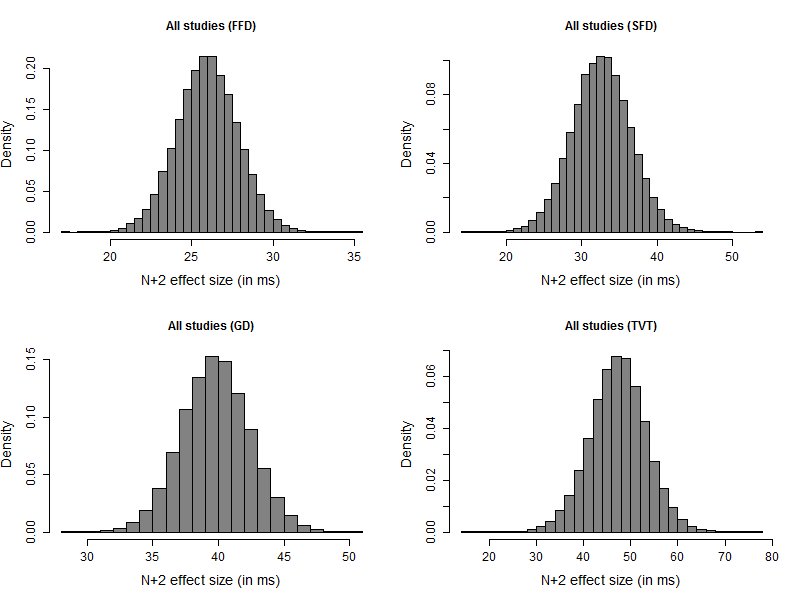 All studies (FFD)
Density
0.00 0.05 0.10 0.15 0.20
20 25 30 35
N+2 effect size (in ms)
All studies (SFD)
Density
0.00 0.04 0.08
20 30 40 50
N+2 effect size (in ms)
All studies (GD)
Density
0.00 0.05 0.10 0.15
30 35 40 45 50
N+2 effect size (in ms)
All studies (TVT)
Density
0.00 0.02 0.04 0.06
20 30 40 50 60 70 80
N+2 effect size (in ms)